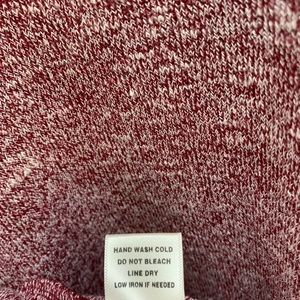 HAND WASH COLD
DO NOT BLEACH
LINE DRY
LOW IRON IF NEEDED